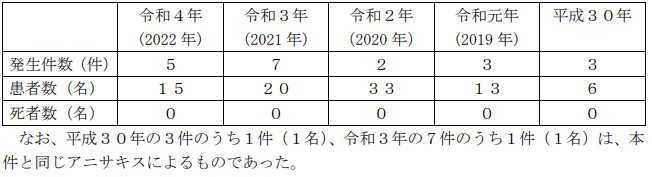 令和４年 令和３年 令和２年 令和元年 平成３０年
（2022 年） （2021 年） （2020 年） （2019 年）
発生件数（件） ５ ７ ２ ３ ３
患者数（名） １５ ２０ ３３ １３ ６
死者数（名） ０ ０ ０ ０ ０
なお、平成３０年の３件のうち１件（１名）、令和３年の７件のうち１件（１名）は、本
件と同じアニサキスによるものであった。